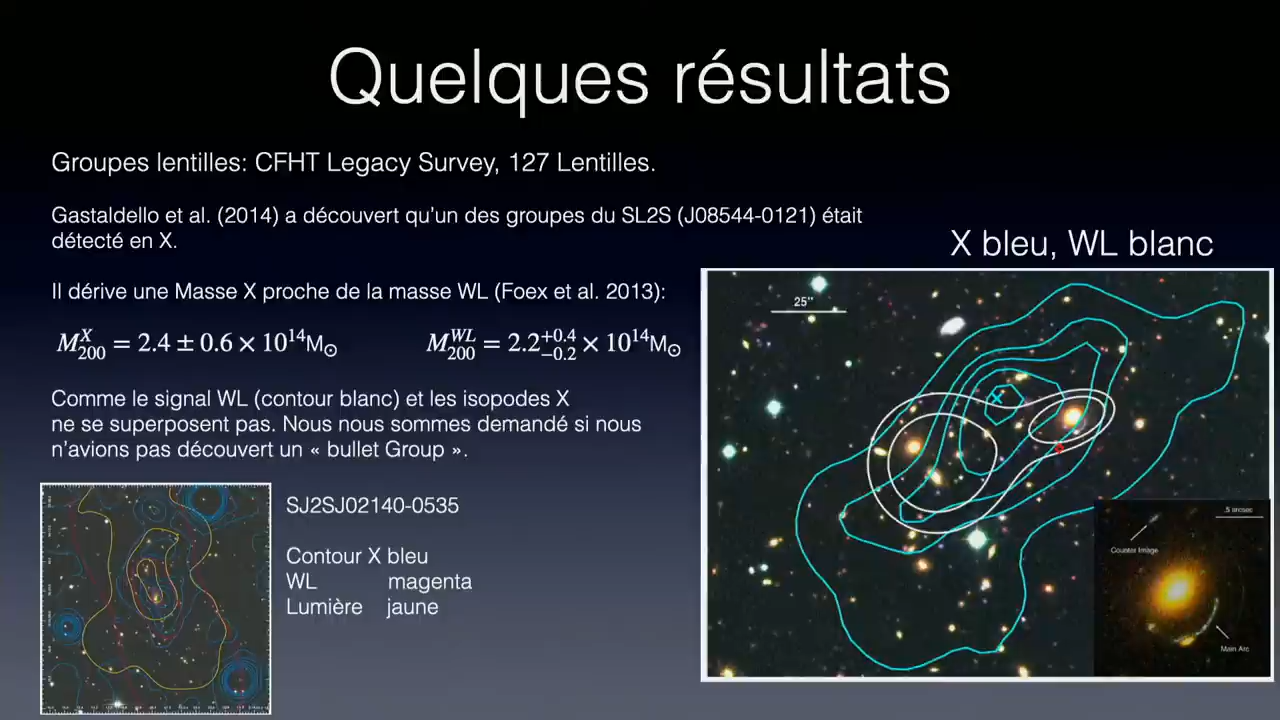 Quelques résultats
Groupes lentilles: CFHT Legacy Survey, 127 Lentilles.
Gastaldello et al. (2014) a découvert qu'un des groupes du SL2S (J08544-0121) était
détecté en X.
Il dérive une Masse X proche de la masse WL (Foex et al. 2013):
M^X_200 = 2.4 ± 0.6 × 10^14 M⊙
M^WL_200 = 2.2^+0.4_−0.2 × 10^14 M⊙
Comme le signal WL (contour blanc) et les isopodes X
ne se superposent pas. Nous nous sommes demandé si nous
n'avions pas découvert un « bullet Group ».
X bleu, WL blanc
25''
Counter Image
.5 arcsec
Main Arc
SJ2SJ02140-0535
Contour X bleu
WL magenta
Lumière jaune